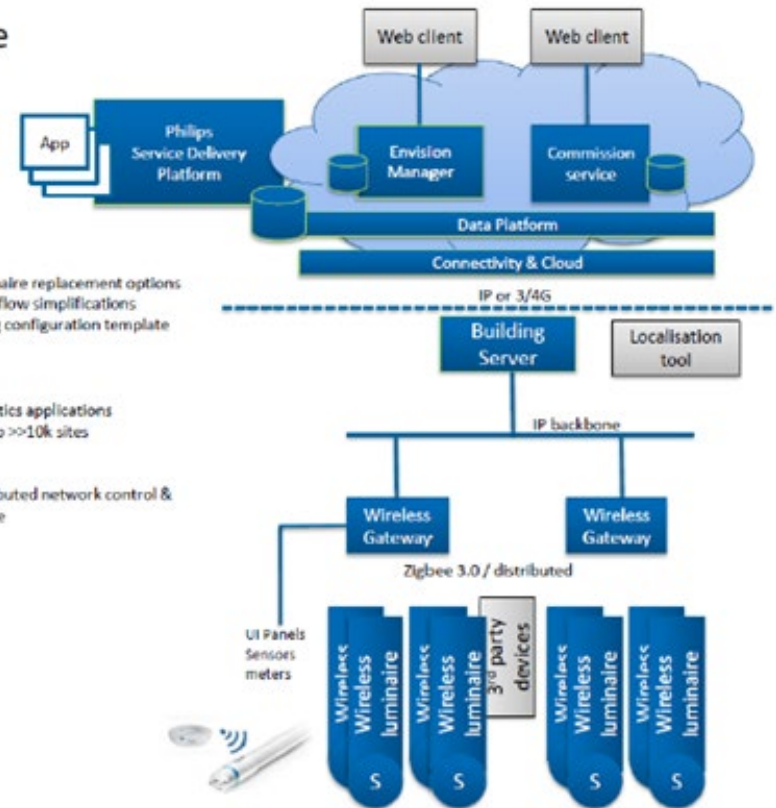 e
Web client
Web client
App
Philips
Service Delivery
Platform
Envision
Manager
Commission
service
Data Platform
Connectivity & Cloud
aire replacement options
flow simplifications
configuration template
IP or 3/4G
Building
Server
Localisation
tool
tics applications
>>10k sites
IP backbone
buted network control &
e
Wireless
Gateway
Wireless
Gateway
Zigbee 3.0 / distributed
UI Panels
Sensors
meters
Wireless
Wireless
luminaire
S
Wireless
Wireless
luminaire
S
3rd party
devices
Wireless
Wireless
luminaire
S
Wireless
Wireless
luminaire
S